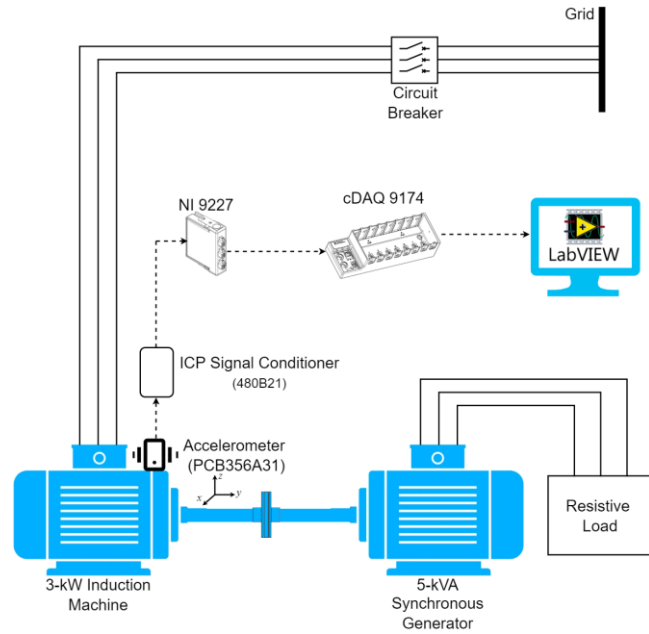 Grid
Circuit
Breaker
NI 9227
cDAQ 9174
LabVIEW
ICP Signal Conditioner
(480B21)
Accelerometer
(PCB356A31)
z
x
y
Resistive
Load
3-kW Induction
Machine
5-kVA
Synchronous
Generator